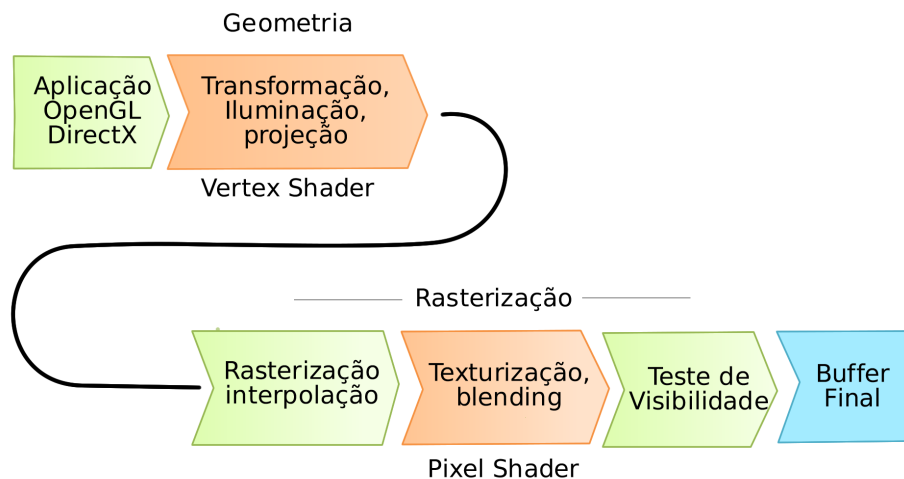 Geometria
Aplicação
OpenGL
DirectX
Transformação,
Iluminação,
projeção
Vertex Shader
Rasterização
Rasterização
interpolação
Texturização,
blending
Teste de
Visibilidade
Buffer
Final
Pixel Shader